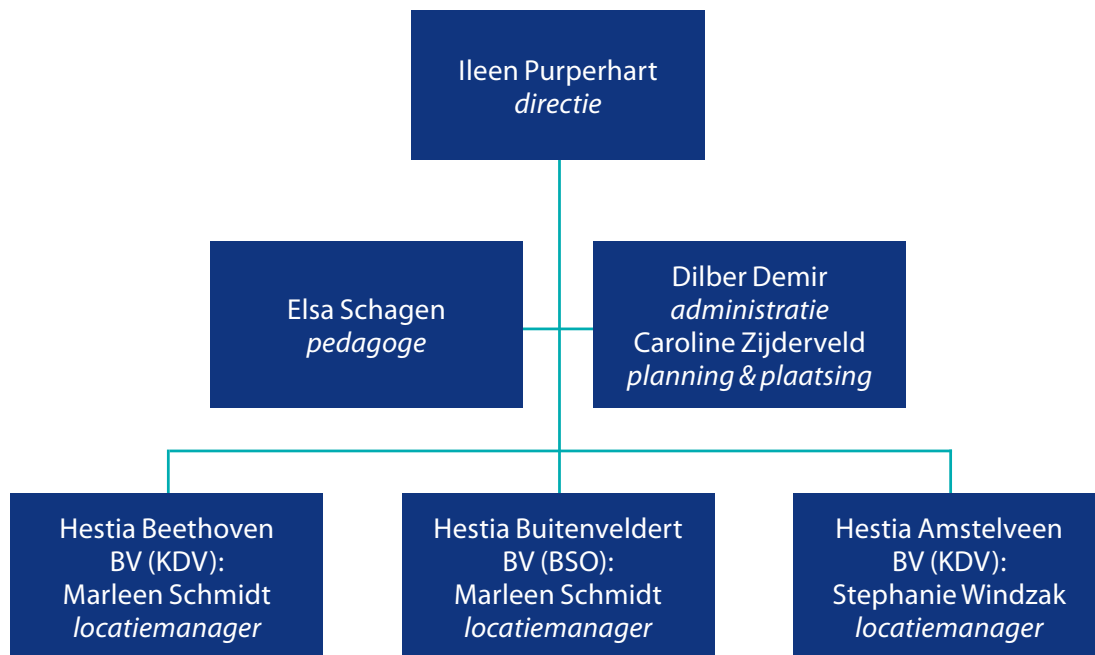 Ileen Purperhart
directie
Elsa Schagen
pedagoge
Dilber Demir
administratie
Caroline Zijderveld
planning & plaatsing
Hestia Beethoven
BV (KDV):
Marleen Schmidt
locatiemanager
Hestia Buitenveldert
BV (BSO):
Marleen Schmidt
locatiemanager
Hestia Amstelveen
BV (KDV):
Stephanie Windzak
locatiemanager